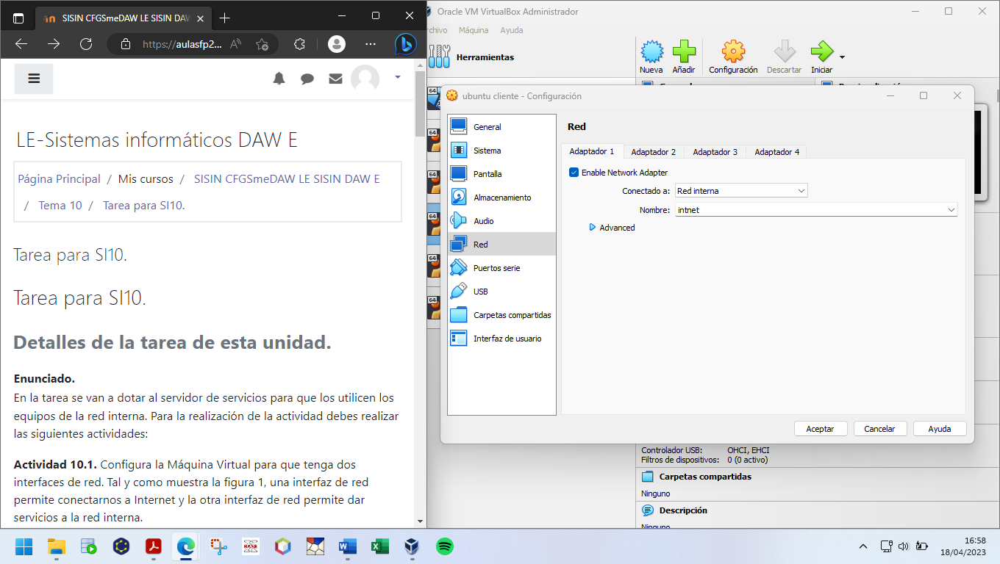 SISIN CFGSmeDAW LE SISIN DAW
https://aulasfp2...
LE-Sistemas informáticos DAW E
Página Principal / Mis cursos / SISIN CFGSmeDAW LE SISIN DAW E
/ Tema 10 / Tarea para SI10.
Tarea para SI10.
Tarea para SI10.
Detalles de la tarea de esta unidad.
Enunciado.
En la tarea se van a dotar al servidor de servicios para que los utilicen los
equipos de la red interna. Para la realización de la actividad debes realizar
las siguientes actividades:
Actividad 10.1. Configura la Máquina Virtual para que tenga dos
interfaces de red. Tal y como muestra la figura 1, una interfaz de red
permite conectarnos a Internet y la otra interfaz de red permite dar
servicios a la red interna.
Oracle VM VirtualBox Administrador
Máquina Ayuda
Herramientas
Nueva Añadir Configuración Descartar Iniciar
64
64
64
64
64
64
ubuntu cliente - Configuración
General
Sistema
Pantalla
Almacenamiento
Audio
Red
Puertos serie
USB
Carpetas compartidas
Interfaz de usuario
Red
Adaptador 1 Adaptador 2 Adaptador 3 Adaptador 4
Enable Network Adapter
Conectado a: Red interna
Nombre: intnet
Advanced
Aceptar Cancelar Ayuda
Controlador USB: OHCI, EHCI
Filtros de dispositivos: 0 (0 activo)
Carpetas compartidas
Ninguno
Descripción
Ninguno
16:58
18/04/2023